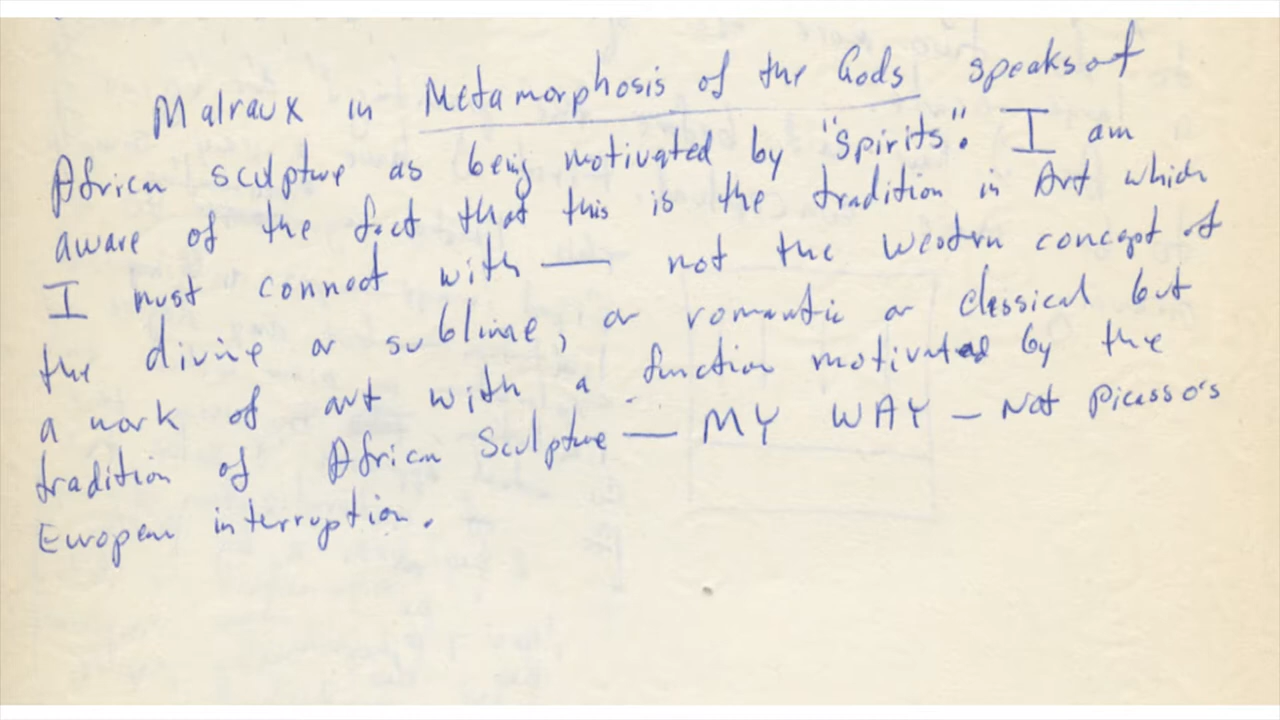 Malraux in Metamorphosis of the Gods speaks of
African sculpture as being motivated by "spirits". I am
aware of the fact that this is the tradition in Art which
I must connect with — not the Western concept of
the divine or sublime, or romantic or classical but
a work of art with a function motivated by the
tradition of African Sculpture — MY WAY — Not Picasso's
European interruption.